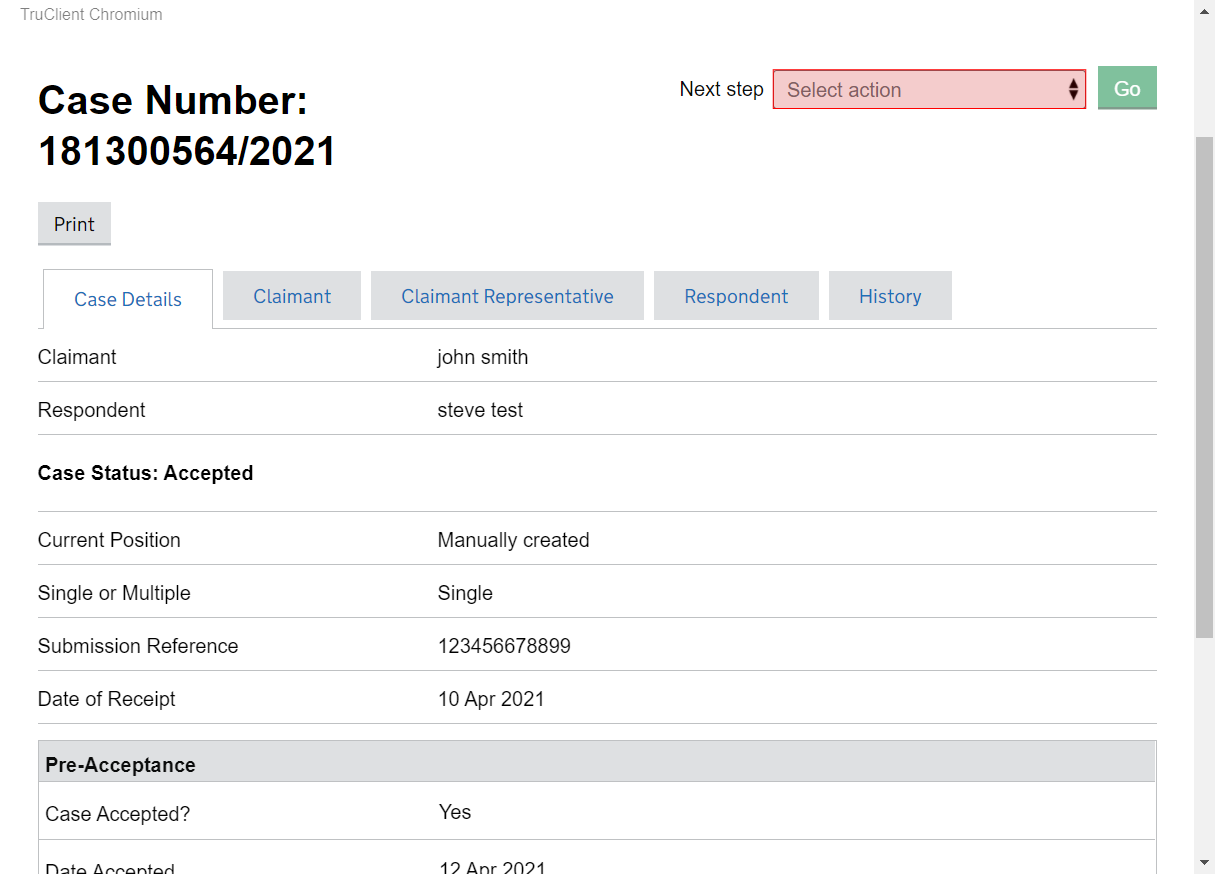 TruClient Chromium
Case Number:
181300564/2021
Next step Select action Go
Print
Case Details Claimant Claimant Representative Respondent History
Claimant john smith
Respondent steve test
Case Status: Accepted
Current Position Manually created
Single or Multiple Single
Submission Reference 123456678899
Date of Receipt 10 Apr 2021
Pre-Acceptance
Case Accepted? Yes
Date Accepted 12 Apr 2021